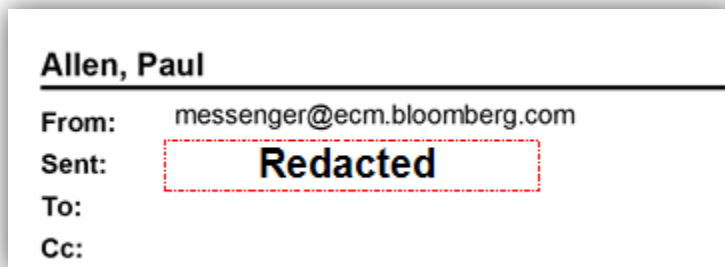 Allen, Paul
From: messenger@ecm.bloomberg.com
Sent: Redacted
To:
Cc: